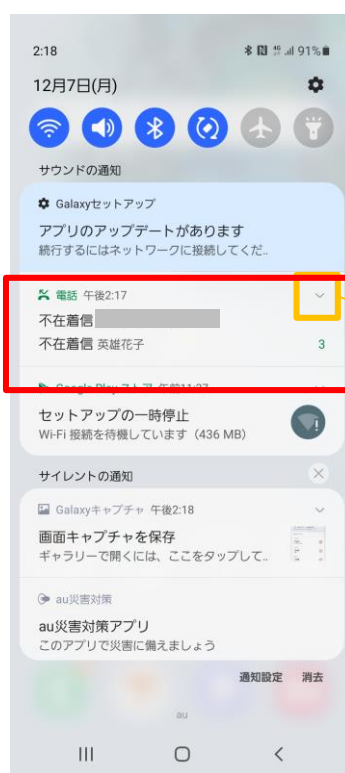 2:18 4G 91%
12月7日(月)
サウンドの通知
Galaxyセットアップ
アプリのアップデートがあります
続行するにはネットワークに接続してくだ..
電話 午後2:17
不在着信
不在着信 英雄花子 3
Google Play ストア 午前11:27
セットアップの一時停止
Wi-Fi 接続を待機しています（436 MB）
サイレントの通知
Galaxyキャプチャ 午後2:18
画面キャプチャを保存
ギャラリーで開くには、ここをタップして..
au災害対策
au災害対策アプリ
このアプリで災害に備えましょう
通知設定 消去
au